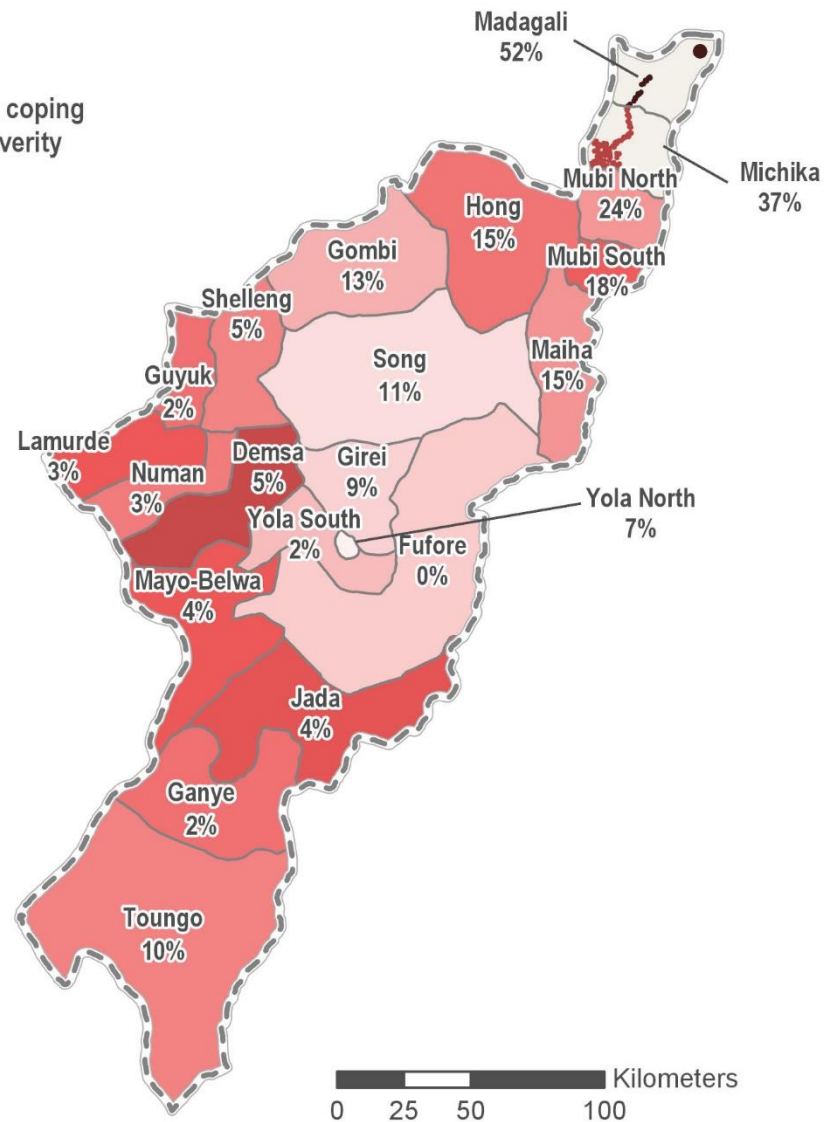 Madagali
52%
coping
verity
Michika
37%
Mubi North
24%
Hong
15%
Mubi South
18%
Gombi
13%
Shelleng
5%
Song
11%
Maiha
15%
Guyuk
2%
Lamurde
3%
Numan
3%
Demsa
5%
Girei
9%
Yola North
7%
Yola South
2%
Fufore
0%
Mayo-Belwa
4%
Jada
4%
Ganye
2%
Toungo
10%
Kilometers
0 25 50 100